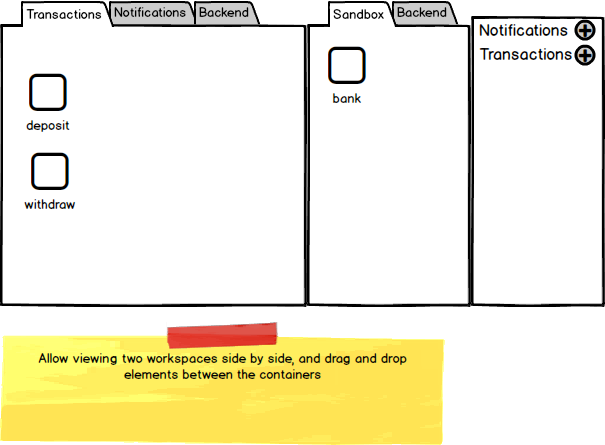 Transactions Notifications Backend
deposit
withdraw
Sandbox Backend
bank
Notifications
Transactions
Allow viewing two workspaces side by side, and drag and drop
elements between the containers